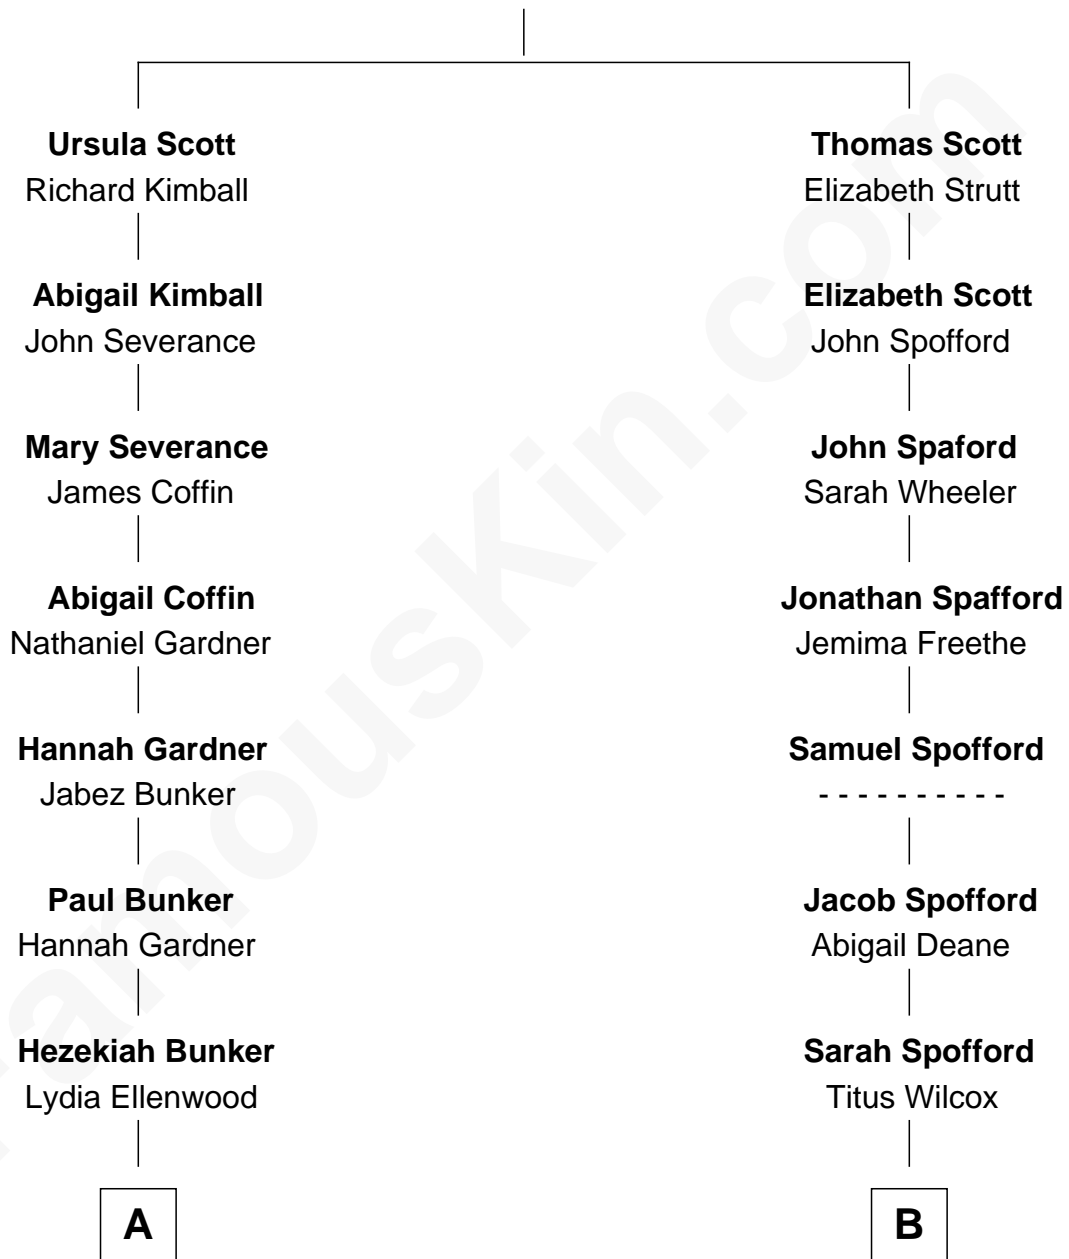 Ursula Scott
Richard Kimball
Abigail Kimball
John Severance
Mary Severance
James Coffin
Abigail Coffin
Nathaniel Gardner
Hannah Gardner
Jabez Bunker
Paul Bunker
Hannah Gardner
Hezekiah Bunker
Lydia Ellenwood
A
Thomas Scott
Elizabeth Strutt
Elizabeth Scott
John Spofford
John Spaford
Sarah Wheeler
Jonathan Spafford
Jemima Freethe
Samuel Spofford
- - - - - - - - - -
Jacob Spofford
Abigail Deane
Sarah Spofford
Titus Wilcox
B
FamousKin.com